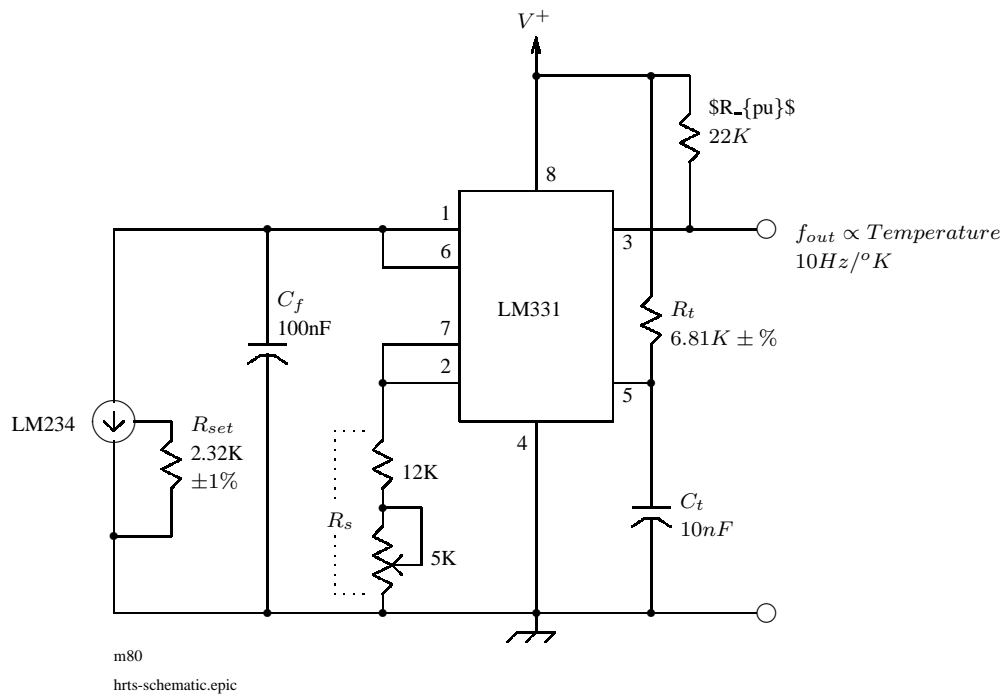 V+
$R_{pu}$
22K
8
1
3
6
f_out ∝ Temperature
10Hz/°K
C_f
100nF
LM331
R_t
6.81K ± %
7
2
5
LM234
R_set
2.32K
±1%
4
12K
R_s
5K
C_t
10nF
m80
hrts-schematic.epic